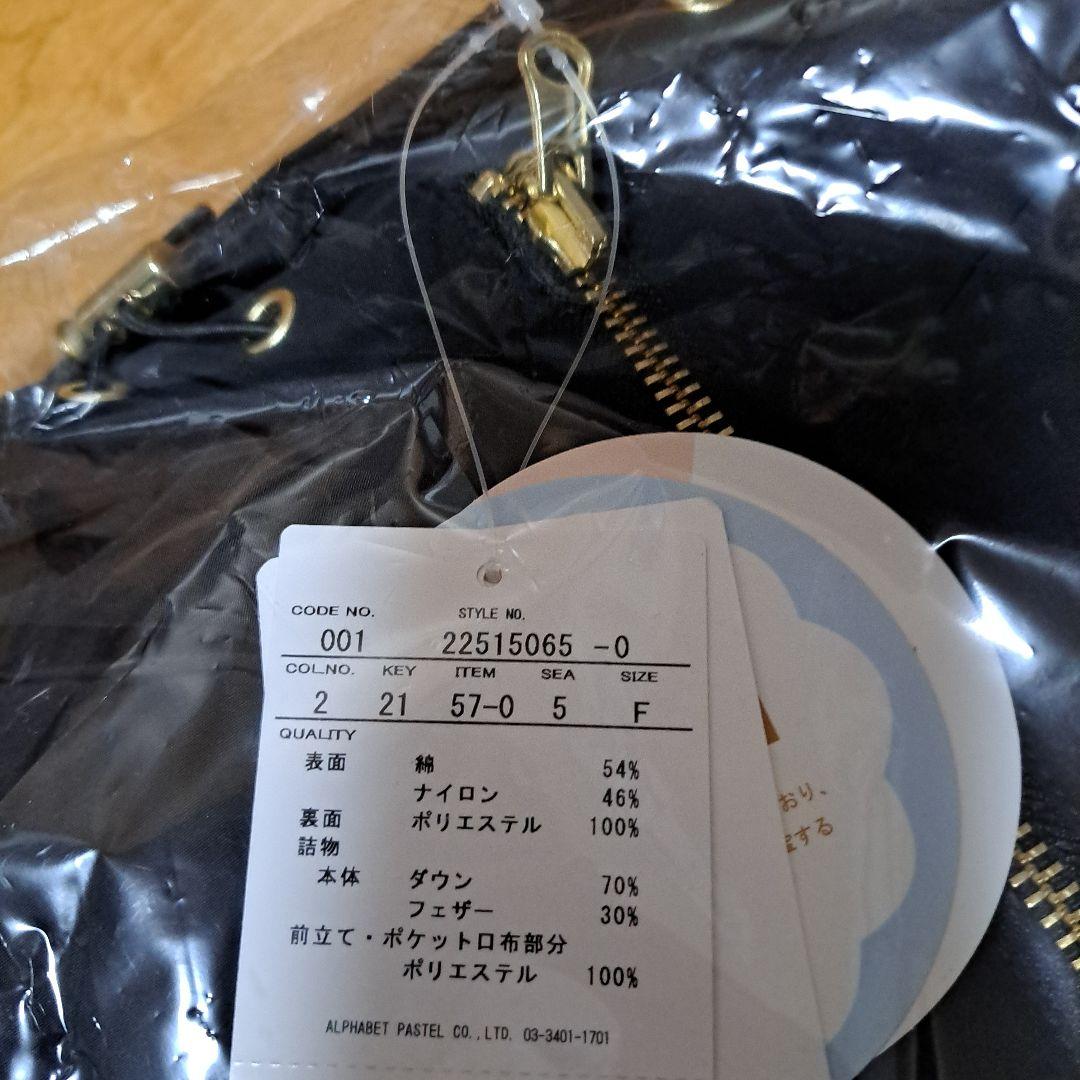 CODE NO. STYLE NO.
001 22515065 -0
COL.NO. KEY ITEM SEA SIZE
2 21 57-0 5 F
QUALITY
表面 綿 54%
ナイロン 46%
裏面 ポリエステル 100%
詰物
本体 ダウン 70%
フェザー 30%
前立て・ポケット口布部分
ポリエステル 100%
ALPHABET PASTEL CO.,LTD. 03-3401-1701
おり、
する